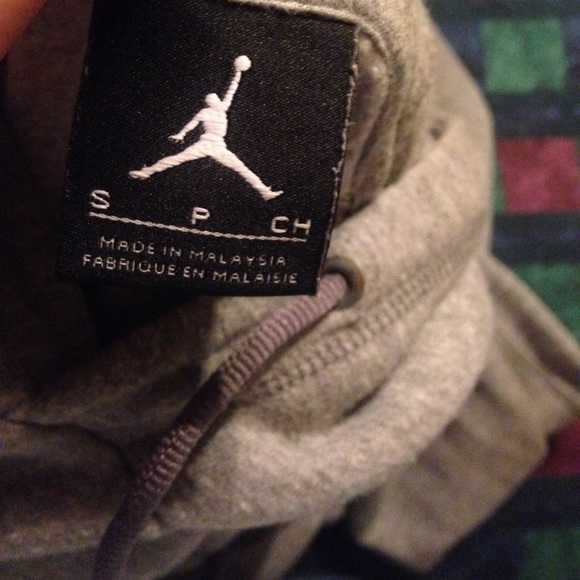 S P CH
MADE IN MALAYSIA
FABRIQUE EN MALAISIE